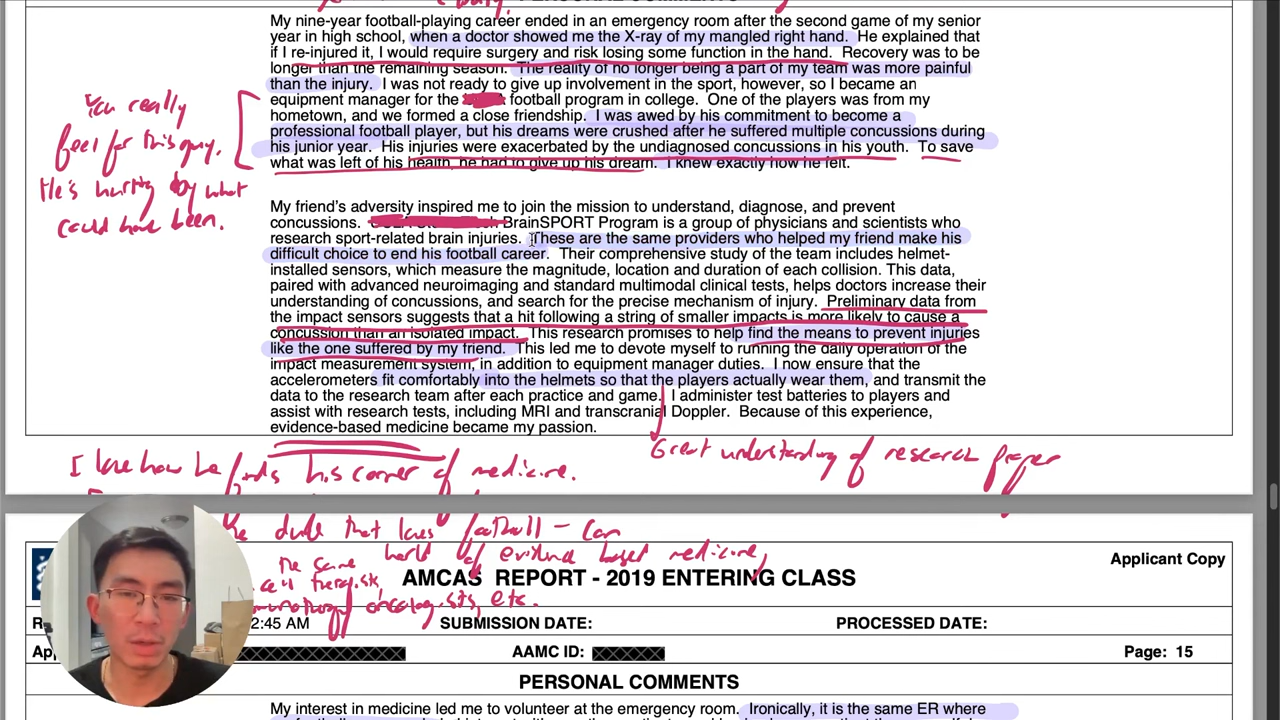 PERSONAL COMMENTS
My nine-year football-playing career ended in an emergency room after the second game of my senior
year in high school, when a doctor showed me the X-ray of my mangled right hand. He explained that
if I re-injured it, I would require surgery and risk losing some function in the hand. Recovery was to be
longer than the remaining season. The reality of no longer being a part of my team was more painful
than the injury. I was not ready to give up involvement in the sport, however, so I became an
equipment manager for the football program in college. One of the players was from my
hometown, and we formed a close friendship. I was awed by his commitment to become a
professional football player, but his dreams were crushed after he suffered multiple concussions during
his junior year. His injuries were exacerbated by the undiagnosed concussions in his youth. To save
what was left of his health, he had to give up his dream. I knew exactly how he felt.
You really
feel for this guy.
He's hurting by what
could have been.
My friend's adversity inspired me to join the mission to understand, diagnose, and prevent
concussions. BrainSPORT Program is a group of physicians and scientists who
research sport-related brain injuries. These are the same providers who helped my friend make his
difficult choice to end his football career. Their comprehensive study of the team includes helmet-
installed sensors, which measure the magnitude, location and duration of each collision. This data,
paired with advanced neuroimaging and standard multimodal clinical tests, helps doctors increase their
understanding of concussions, and search for the precise mechanism of injury. Preliminary data from
the impact sensors suggests that a hit following a string of smaller impacts is more likely to cause a
concussion than an isolated impact. This research promises to help find the means to prevent injuries
like the one suffered by my friend. This led me to devote myself to running the daily operation of the
impact measurement system, in addition to equipment manager duties. I now ensure that the
accelerometers fit comfortably into the helmets so that the players actually wear them, and transmit the
data to the research team after each practice and game. I administer test batteries to players and
assist with research tests, including MRI and transcranial Doppler. Because of this experience,
evidence-based medicine became my passion.
Great understanding of research paper
I love how he finds his corner of medicine.
dude that loves football - can
the same world of evidence based medicine,
cell therapists,
oncologists, etc.
Applicant Copy
AMCAS REPORT - 2019 ENTERING CLASS
2:45 AM SUBMISSION DATE: PROCESSED DATE:
AAMC ID: Page: 15
PERSONAL COMMENTS
My interest in medicine led me to volunteer at the emergency room. Ironically, it is the same ER where